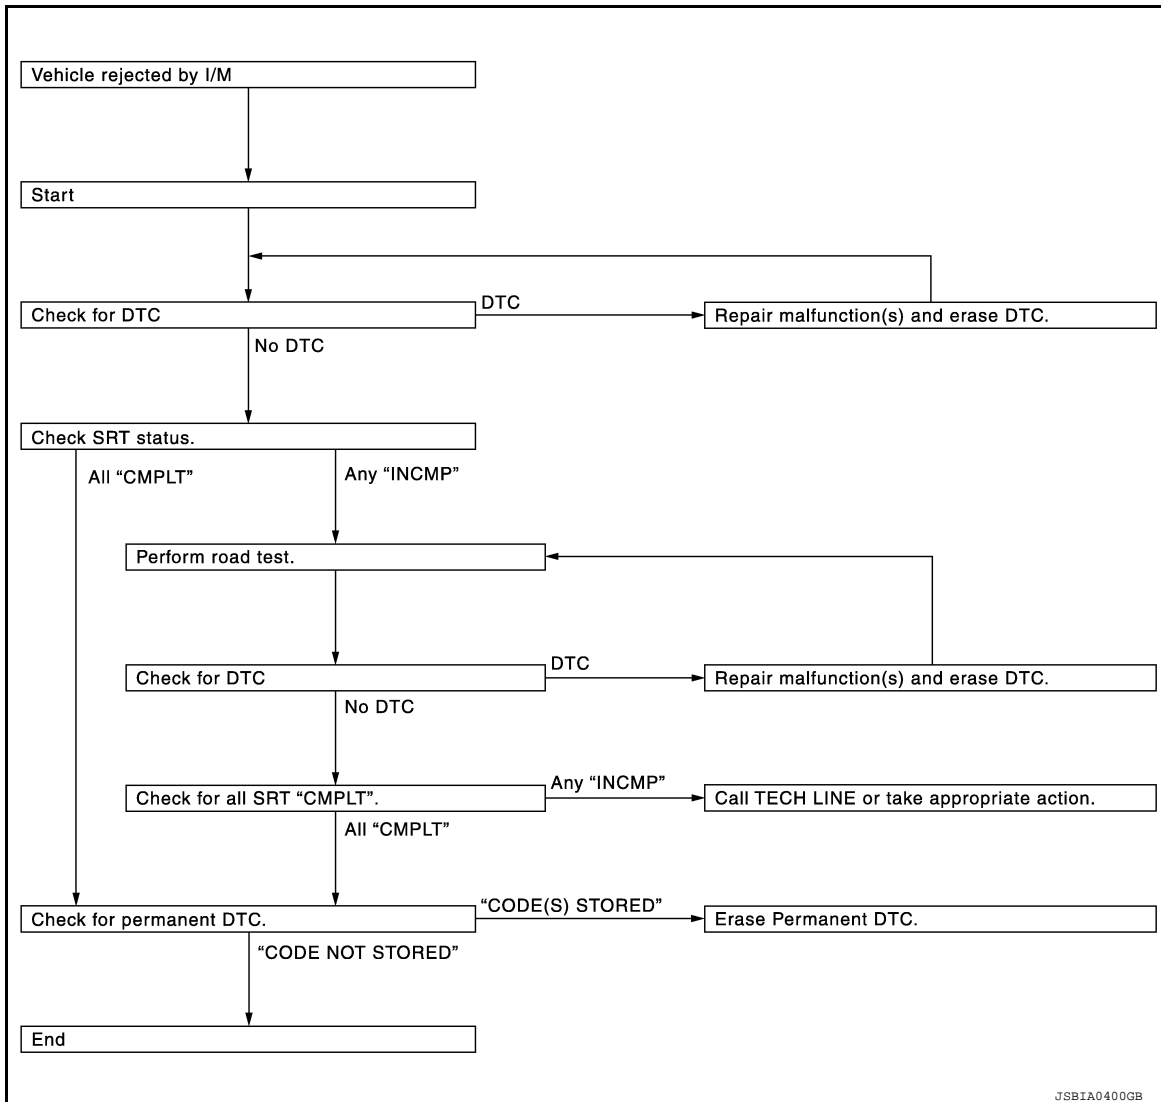 Vehicle rejected by I/M
Start
Check for DTC
DTC
Repair malfunction(s) and erase DTC.
No DTC
Check SRT status.
All “CMPLT”
Any “INCMP”
Perform road test.
Check for DTC
DTC
Repair malfunction(s) and erase DTC.
No DTC
Check for all SRT “CMPLT”.
Any “INCMP”
Call TECH LINE or take appropriate action.
All “CMPLT”
Check for permanent DTC.
“CODE(S) STORED”
Erase Permanent DTC.
“CODE NOT STORED”
End
JSBIA0400GB